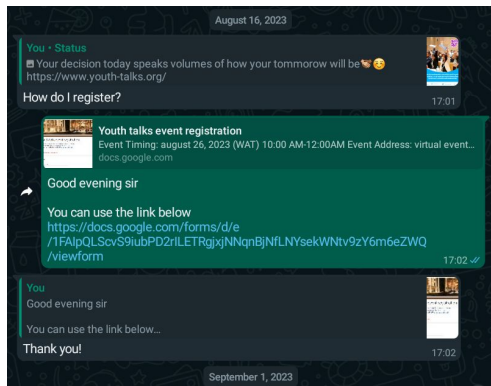 August 16, 2023
You • Status
Your decision today speaks volumes of how your tommorow will be🤝☺️
https://www.youth-talks.org/
How do I register?
17:01
Youth talks event registration
Event Timing: august 26, 2023 (WAT) 10:00 AM-12:00AM Event Address: virtual event...
docs.google.com
Good evening sir
You can use the link below
https://docs.google.com/forms/d/e
/1FAIpQLScvS9iubPD2rILETRgjxjNNqnBjNfLNYsekWNtv9zY6m6eZWQ
/viewform
17:02
You
Good evening sir
You can use the link below…
Thank you!
17:02
September 1, 2023